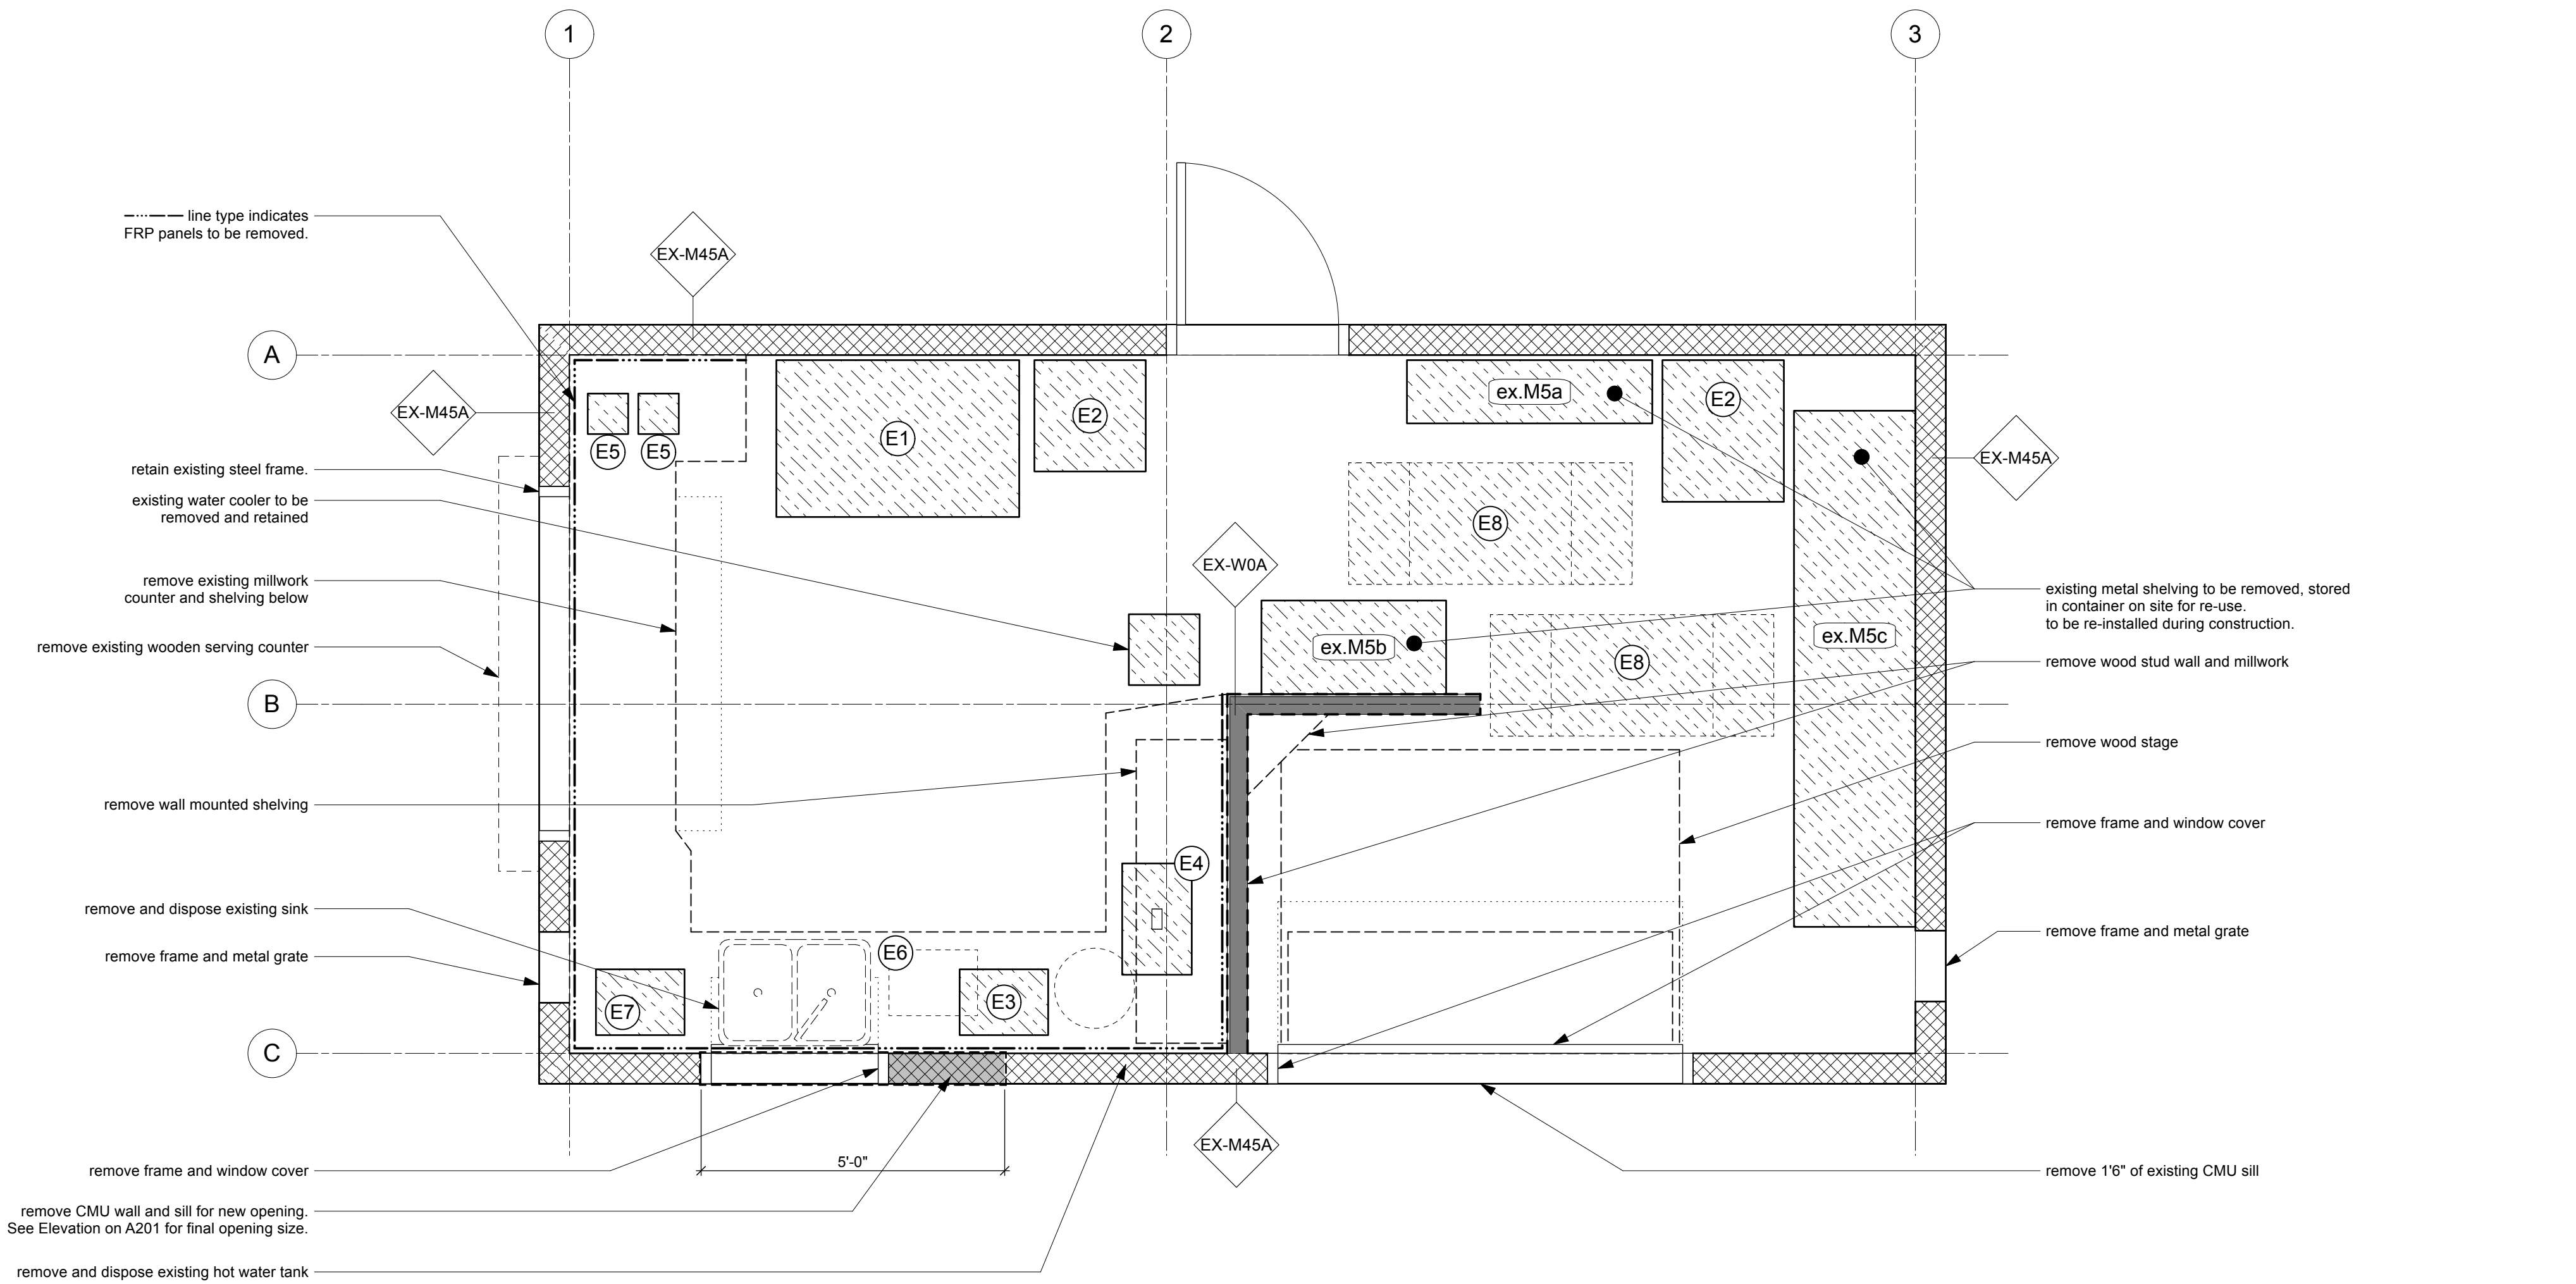 1
2
3
line type indicates
FRP panels to be removed.
EX-M45A
A
EX-M45A
retain existing steel frame.
existing water cooler to be
removed and retained
remove existing millwork
counter and shelving below
remove existing wooden serving counter
B
remove wall mounted shelving
remove and dispose existing sink
remove frame and metal grate
C
remove frame and window cover
remove CMU wall and sill for new opening.
See Elevation on A201 for final opening size.
remove and dispose existing hot water tank
E5
E5
E1
E2
ex.M5a
E2
E8
EX-W0A
ex.M5b
E8
ex.M5c
E4
E6
E7
E3
5'-0"
EX-M45A
EX-M45A
existing metal shelving to be removed, stored
in container on site for re-use.
to be re-installed during construction.
remove wood stud wall and millwork
remove wood stage
remove frame and window cover
remove frame and metal grate
remove 1'6" of existing CMU sill